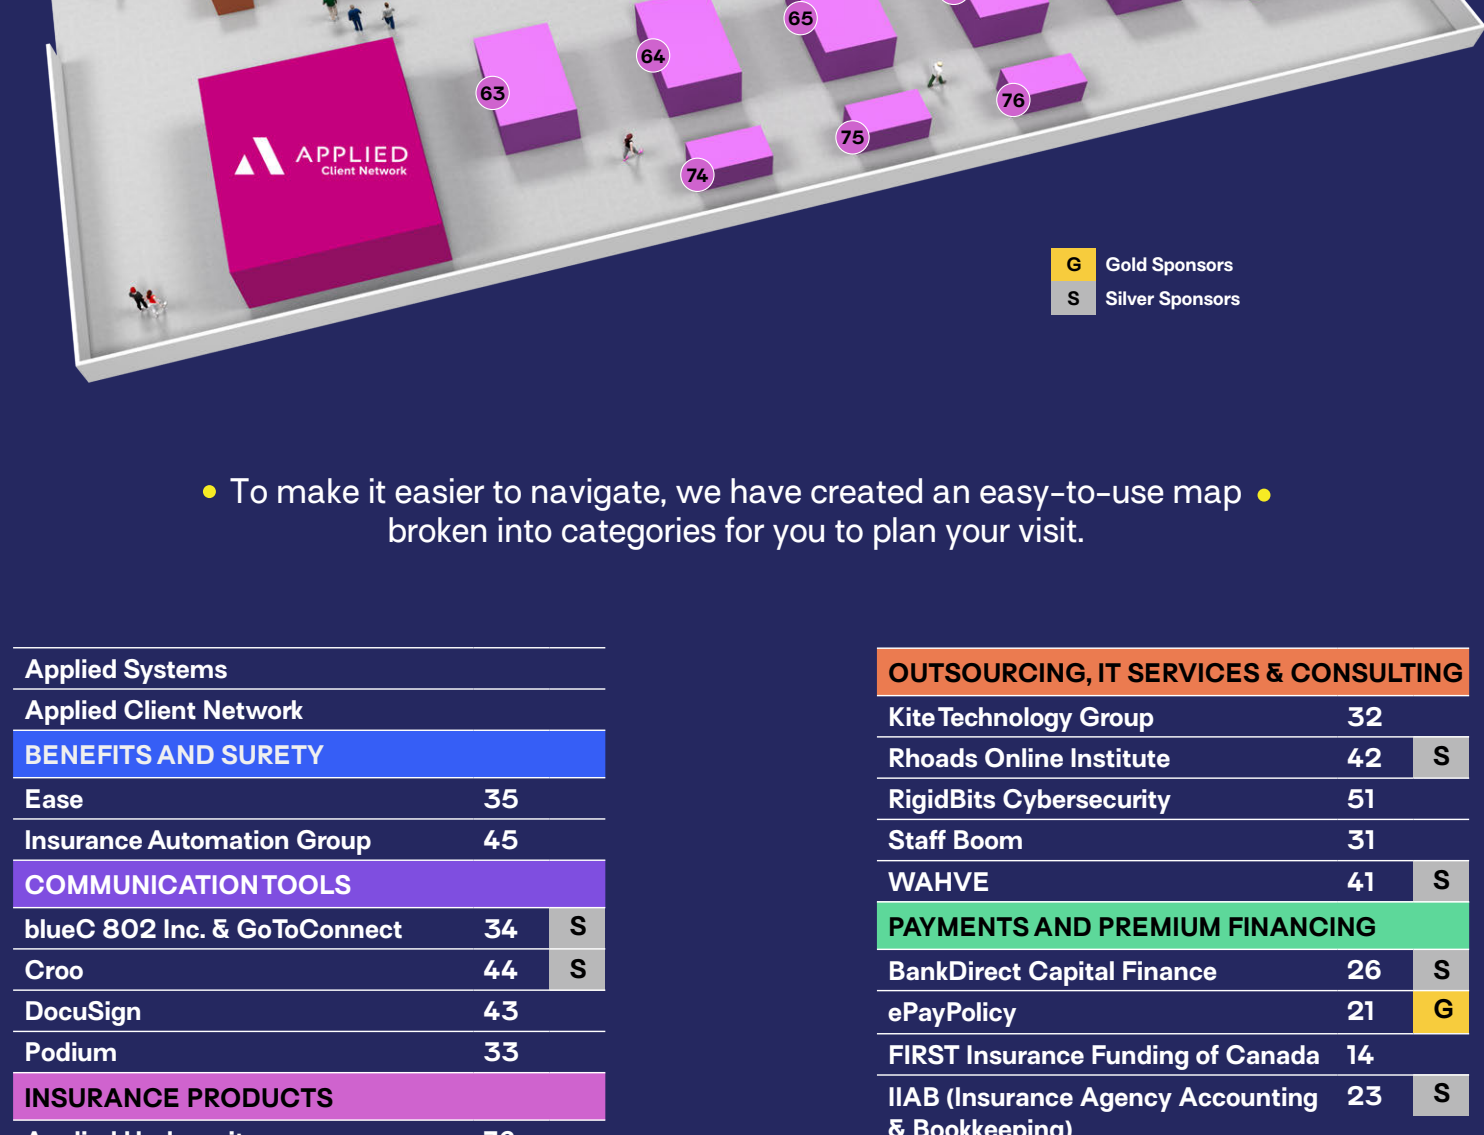 65
64
63
76
75
74
APPLIED
Client Network
G Gold Sponsors
S Silver Sponsors
• To make it easier to navigate, we have created an easy-to-use map •
broken into categories for you to plan your visit.
Applied Systems
Applied Client Network
BENEFITS AND SURETY
Ease 35
Insurance Automation Group 45
COMMUNICATION TOOLS
blueC 802 Inc. & GoToConnect 34 S
Croo 44 S
DocuSign 43
Podium 33
INSURANCE PRODUCTS
OUTSOURCING, IT SERVICES & CONSULTING
Kite Technology Group 32
Rhoads Online Institute 42 S
RigidBits Cybersecurity 51
Staff Boom 31
WAHVE 41 S
PAYMENTS AND PREMIUM FINANCING
BankDirect Capital Finance 26 S
ePayPolicy 21 G
FIRST Insurance Funding of Canada 14
IIAB (Insurance Agency Accounting 23 S
& Bookkeeping)